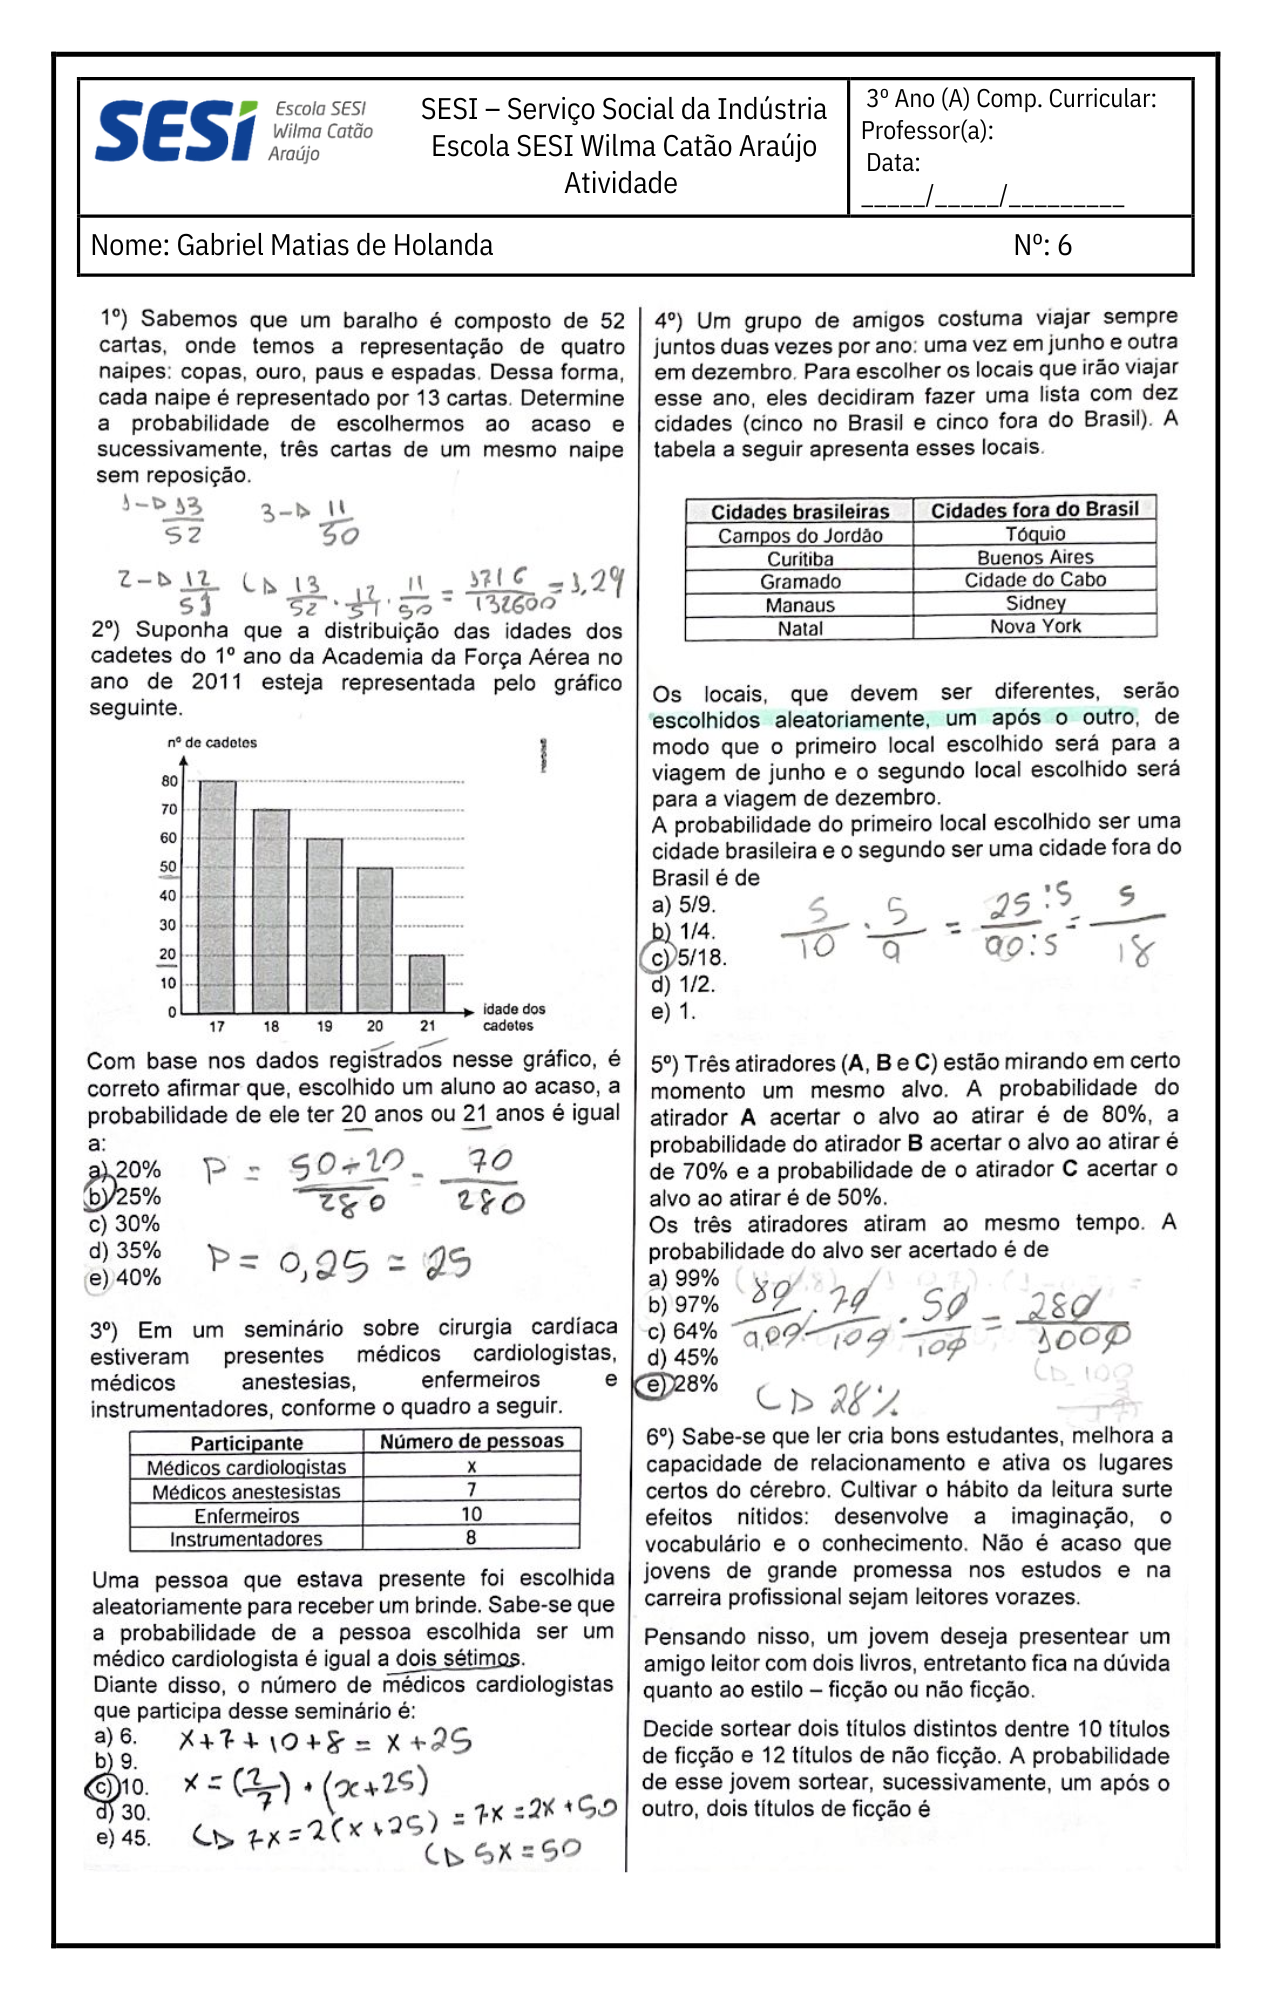 SESI
Escola SESI
Wilma Catão
Araújo
SESI – Serviço Social da Indústria
Escola SESI Wilma Catão Araújo
Atividade
3º Ano (A) Comp. Curricular:
Professor(a):
Data:
_____/_____/_________
Nome: Gabriel Matias de Holanda Nº: 6
1º) Sabemos que um baralho é composto de 52
cartas, onde temos a representação de quatro
naipes: copas, ouro, paus e espadas. Dessa forma,
cada naipe é representado por 13 cartas. Determine
a probabilidade de escolhermos ao acaso e
sucessivamente, três cartas de um mesmo naipe
sem reposição.
1 → 13/52 3 → 11/50
2 → 12/51 ↳ 13/52 . 12/51 . 11/50 = 1716/132600 = 1,29
2º) Suponha que a distribuição das idades dos
cadetes do 1º ano da Academia da Força Aérea no
ano de 2011 esteja representada pelo gráfico
seguinte.
nº de cadetes
80
70
60
50
40
30
20
10
0
17 18 19 20 21
idade dos
cadetes
Com base nos dados registrados nesse gráfico, é
correto afirmar que, escolhido um aluno ao acaso, a
probabilidade de ele ter 20 anos ou 21 anos é igual
a:
a) 20%
b) 25%
c) 30%
d) 35%
e) 40%
P = 50+20/280 = 70/280
P = 0,25 = 25
3º) Em um seminário sobre cirurgia cardíaca
estiveram presentes médicos cardiologistas,
médicos anestesias, enfermeiros e
instrumentadores, conforme o quadro a seguir.
Participante Número de pessoas
Médicos cardiologistas x
Médicos anestesistas 7
Enfermeiros 10
Instrumentadores 8
Uma pessoa que estava presente foi escolhida
aleatoriamente para receber um brinde. Sabe-se que
a probabilidade de a pessoa escolhida ser um
médico cardiologista é igual a dois sétimos.
Diante disso, o número de médicos cardiologistas
que participa desse seminário é:
a) 6.
b) 9.
c) 10.
d) 30.
e) 45.
x+7+10+8 = x+25
x = (2/7) · (x+25)
↳ 7x = 2(x+25) = 7x = 2x+50
↳ 5x = 50
4º) Um grupo de amigos costuma viajar sempre
juntos duas vezes por ano: uma vez em junho e outra
em dezembro. Para escolher os locais que irão viajar
esse ano, eles decidiram fazer uma lista com dez
cidades (cinco no Brasil e cinco fora do Brasil). A
tabela a seguir apresenta esses locais.
Cidades brasileiras Cidades fora do Brasil
Campos do Jordão Tóquio
Curitiba Buenos Aires
Gramado Cidade do Cabo
Manaus Sidney
Natal Nova York
Os locais, que devem ser diferentes, serão
escolhidos aleatoriamente, um após o outro, de
modo que o primeiro local escolhido será para a
viagem de junho e o segundo local escolhido será
para a viagem de dezembro.
A probabilidade do primeiro local escolhido ser uma
cidade brasileira e o segundo ser uma cidade fora do
Brasil é de
a) 5/9.
b) 1/4.
c) 5/18.
d) 1/2.
e) 1.
5/10 . 5/9 = 25:5/90:5 = 5/18
5º) Três atiradores (A, B e C) estão mirando em certo
momento um mesmo alvo. A probabilidade do
atirador A acertar o alvo ao atirar é de 80%, a
probabilidade do atirador B acertar o alvo ao atirar é
de 70% e a probabilidade de o atirador C acertar o
alvo ao atirar é de 50%.
Os três atiradores atiram ao mesmo tempo. A
probabilidade do alvo ser acertado é de
a) 99%
b) 97%
c) 64%
d) 45%
e) 28%
80/100 . 70/100 . 50/100 = 280/1000
↳ 28%
6º) Sabe-se que ler cria bons estudantes, melhora a
capacidade de relacionamento e ativa os lugares
certos do cérebro. Cultivar o hábito da leitura surte
efeitos nítidos: desenvolve a imaginação, o
vocabulário e o conhecimento. Não é acaso que
jovens de grande promessa nos estudos e na
carreira profissional sejam leitores vorazes.
Pensando nisso, um jovem deseja presentear um
amigo leitor com dois livros, entretanto fica na dúvida
quanto ao estilo – ficção ou não ficção.
Decide sortear dois títulos distintos dentre 10 títulos
de ficção e 12 títulos de não ficção. A probabilidade
de esse jovem sortear, sucessivamente, um após o
outro, dois títulos de ficção é